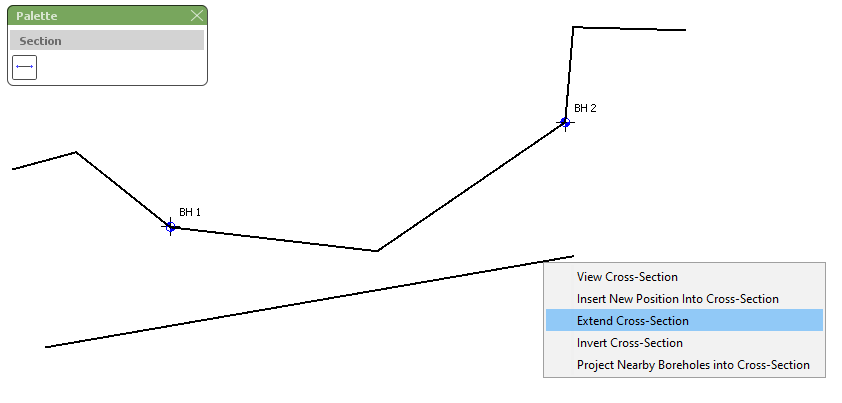 Palette
Section
BH 2
BH 1
View Cross-Section
Insert New Position Into Cross-Section
Extend Cross-Section
Invert Cross-Section
Project Nearby Boreholes into Cross-Section